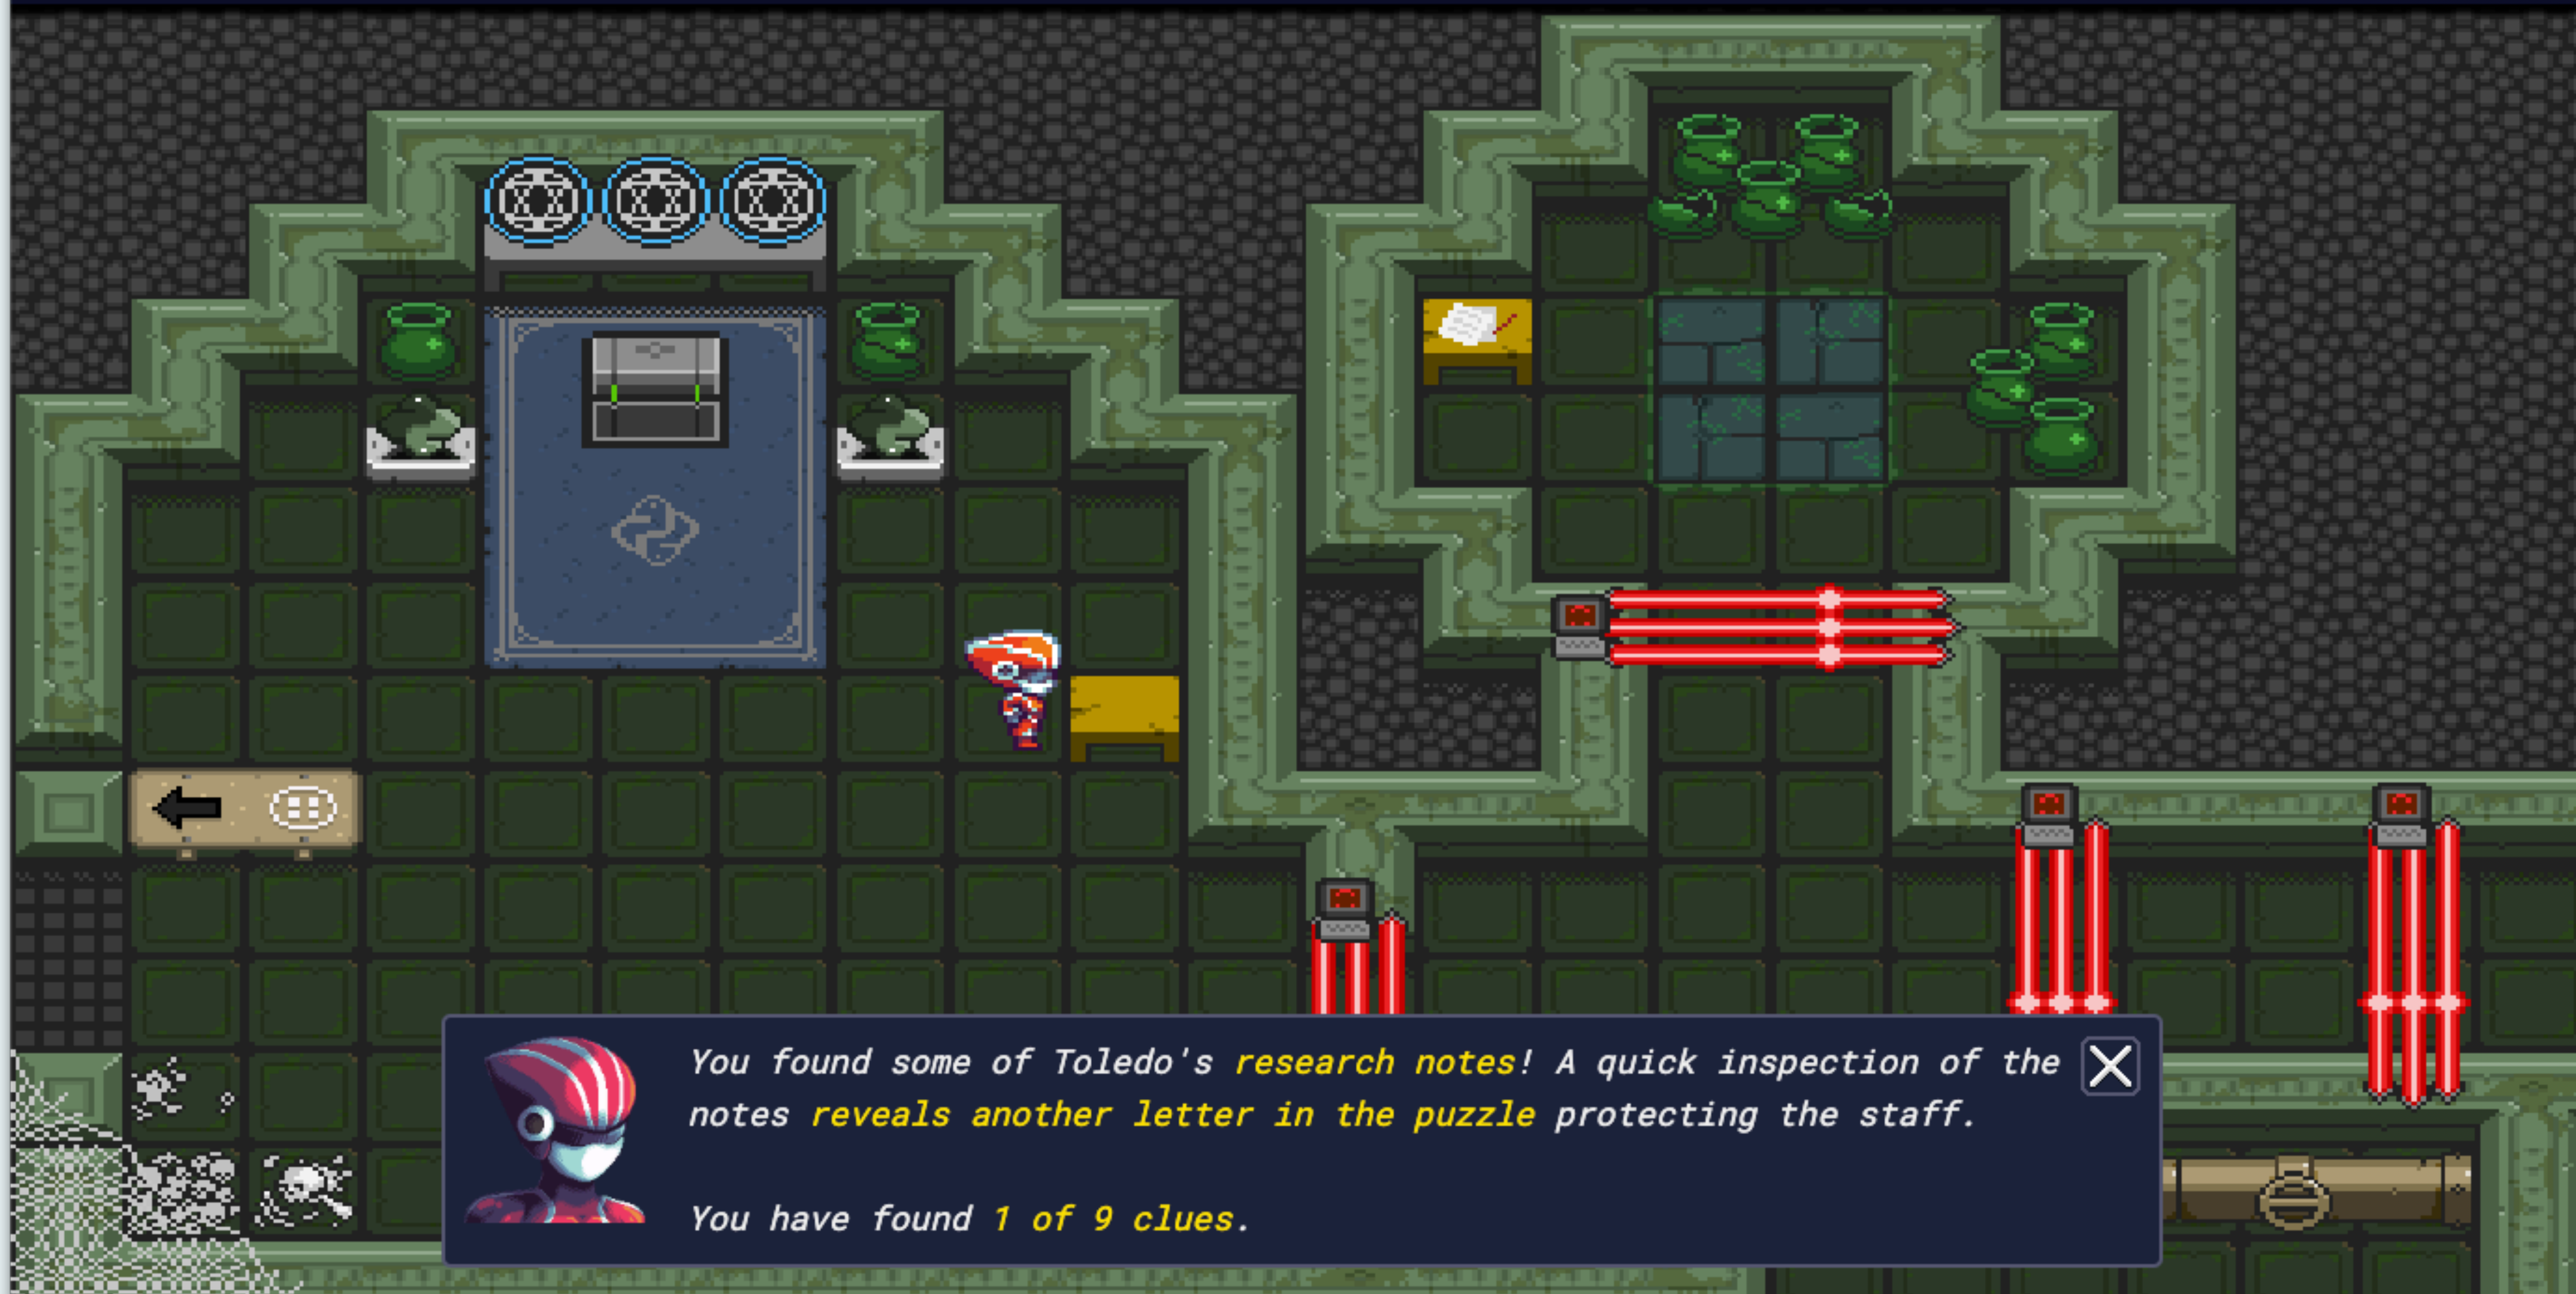 You found some of Toledo's research notes! A quick inspection of the
notes reveals another letter in the puzzle protecting the staff.
You have found 1 of 9 clues.